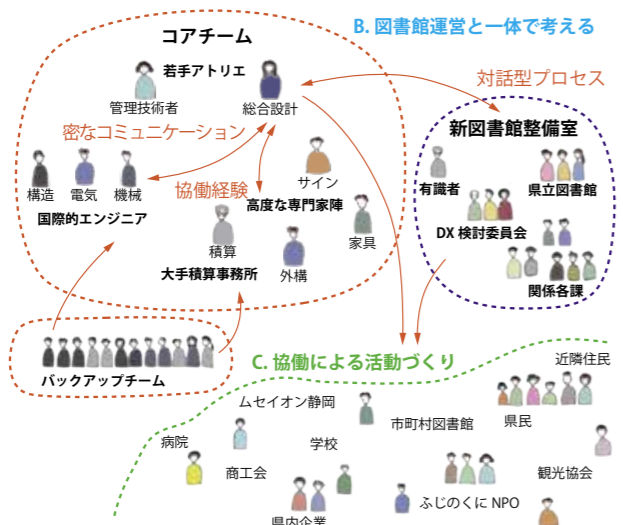 B. 図書館運営と一体で考える
コアチーム
若手アトリエ
管理技術者
総合設計
対話型プロセス
密なコミュニケーション
新図書館整備室
構造
電気
機械
国際的エンジニア
協働経験
サイン
高度な専門家陣
家具
積算
大手積算事務所
外構
有識者
県立図書館
DX 検討委員会
関係各課
バックアップチーム
C. 協働による活動づくり
近隣住民
ムセイオン静岡
市町村図書館
県民
病院
学校
商工会
観光協会
県内企業
ふじのくに NPO